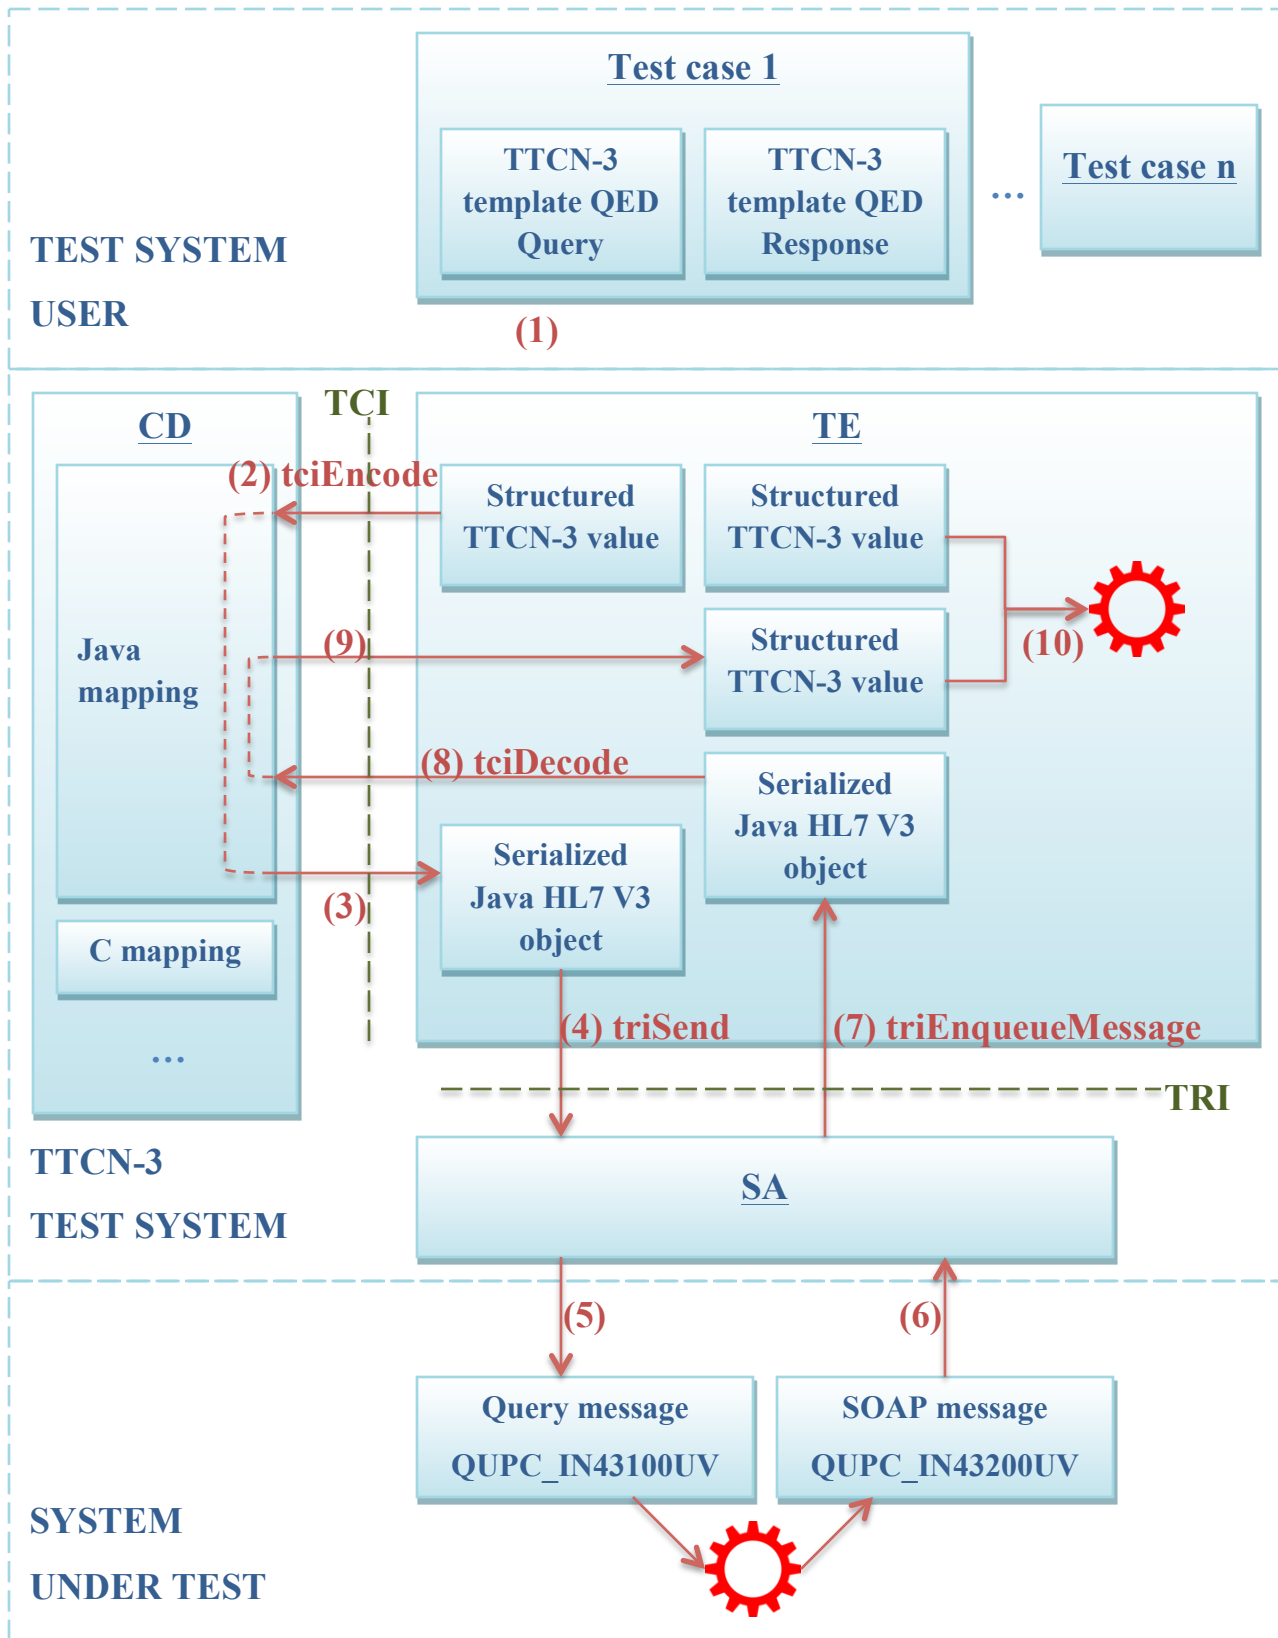 Test case 1
TTCN-3
template QED
Query
TTCN-3
template QED
Response
...
Test case n
TEST SYSTEM
USER
(1)
CD
TCI
TE
(2) tciEncode
Structured
TTCN-3 value
Structured
TTCN-3 value
Java
mapping
(9)
Structured
TTCN-3 value
(10)
(8) tciDecode
Serialized
Java HL7 V3
object
Serialized
Java HL7 V3
object
(3)
C mapping
...
(4) triSend
(7) triEnqueueMessage
TRI
TTCN-3
TEST SYSTEM
SA
(5)
(6)
Query message
QUPC_IN43100UV
SOAP message
QUPC_IN43200UV
SYSTEM
UNDER TEST